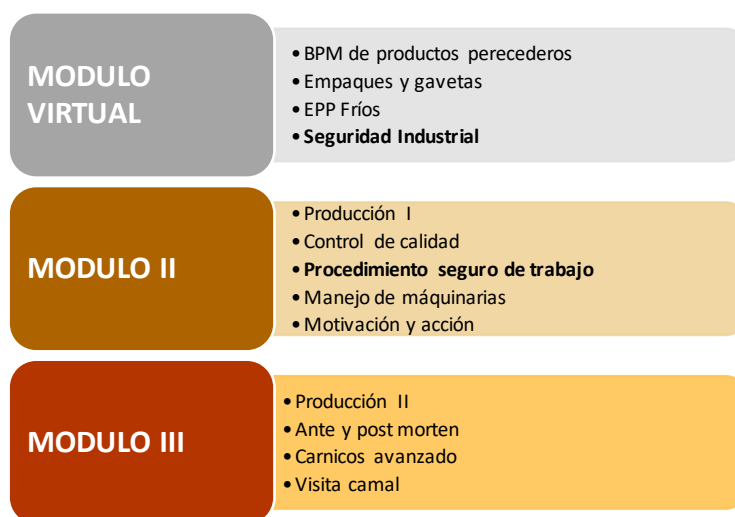 MODULO
VIRTUAL
• BPM de productos perecederos
• Empaques y gavetas
• EPP Fríos
• Seguridad Industrial
MODULO II
• Producción I
• Control de calidad
• Procedimiento seguro de trabajo
• Manejo de máquinarias
• Motivación y acción
MODULO III
• Producción II
• Ante y post morten
• Carnicos avanzado
• Visita camal